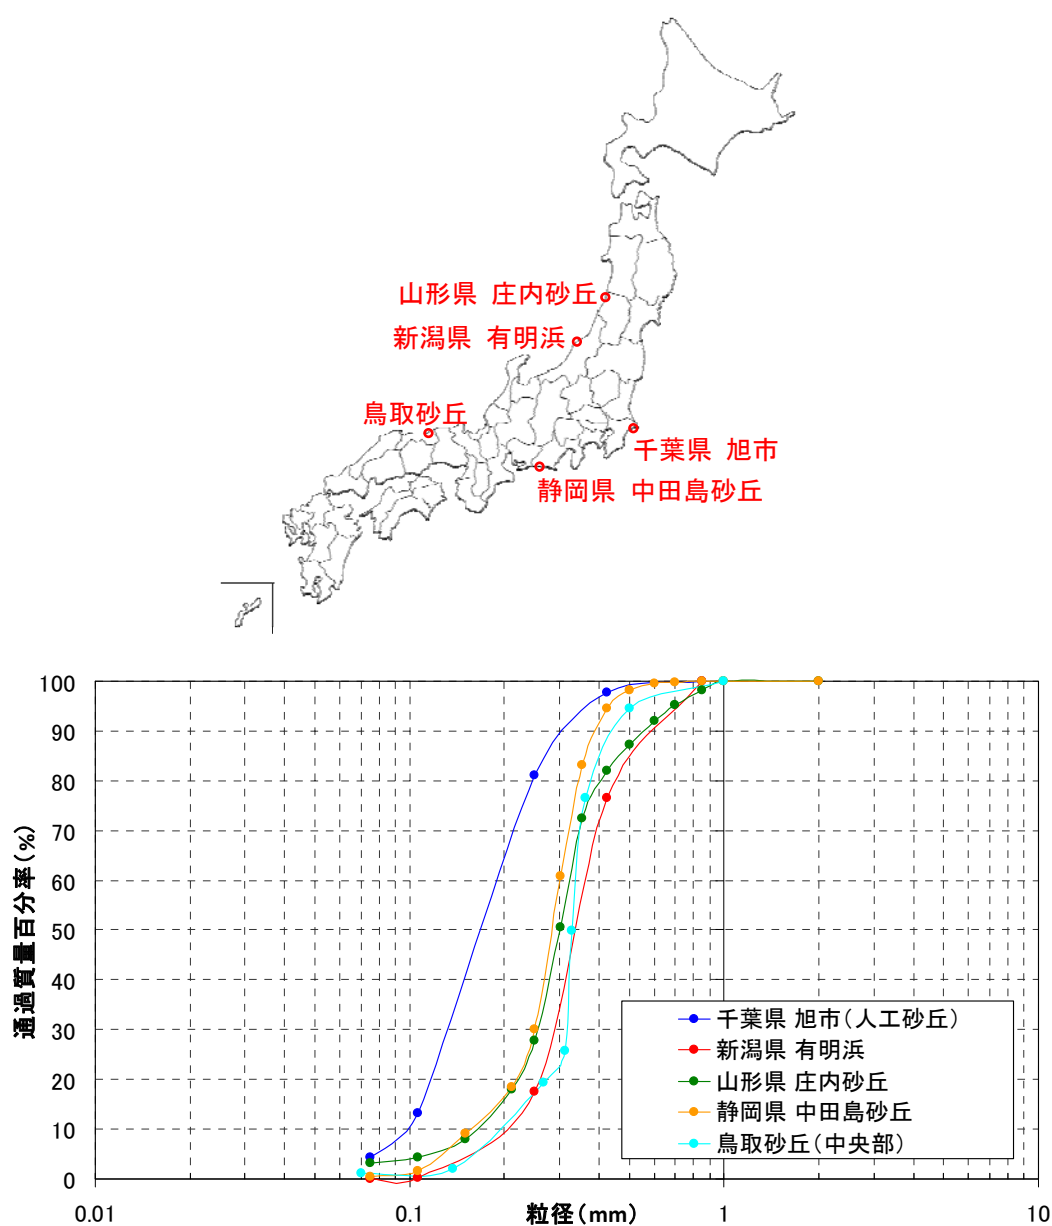 山形県 庄内砂丘
新潟県 有明浜
鳥取砂丘
千葉県 旭市
静岡県 中田島砂丘
100
90
80
70
60
50
40
30
20
10
0
通過質量百分率(%)
千葉県 旭市(人工砂丘)
新潟県 有明浜
山形県 庄内砂丘
静岡県 中田島砂丘
鳥取砂丘(中央部)
0.01
0.1
1
10
粒径(mm)